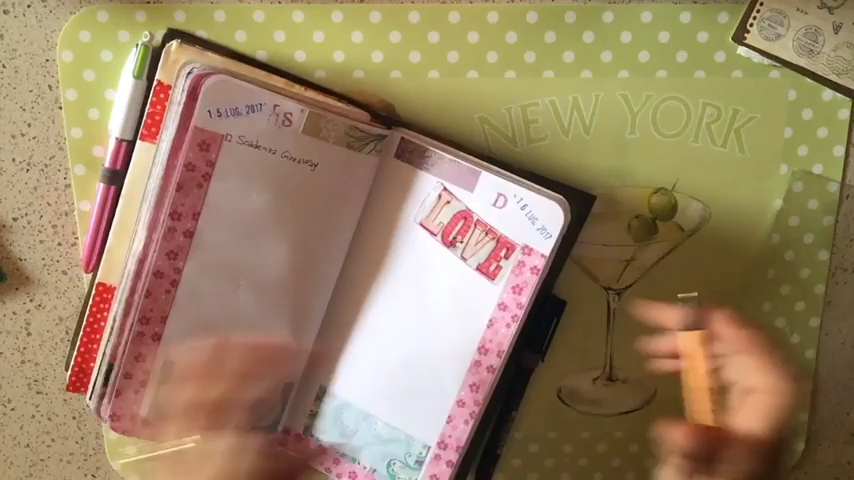 15 LUG. 2017 S
Scadenza Giveaway
D 16 LUG. 2017
LOVE
NEW YORK